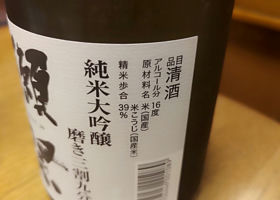 品目 清酒
アルコール分 16度
原材料名 米(国産)
米こうじ(国産米)
精米歩合 39%
純米大吟醸
磨き三割九分